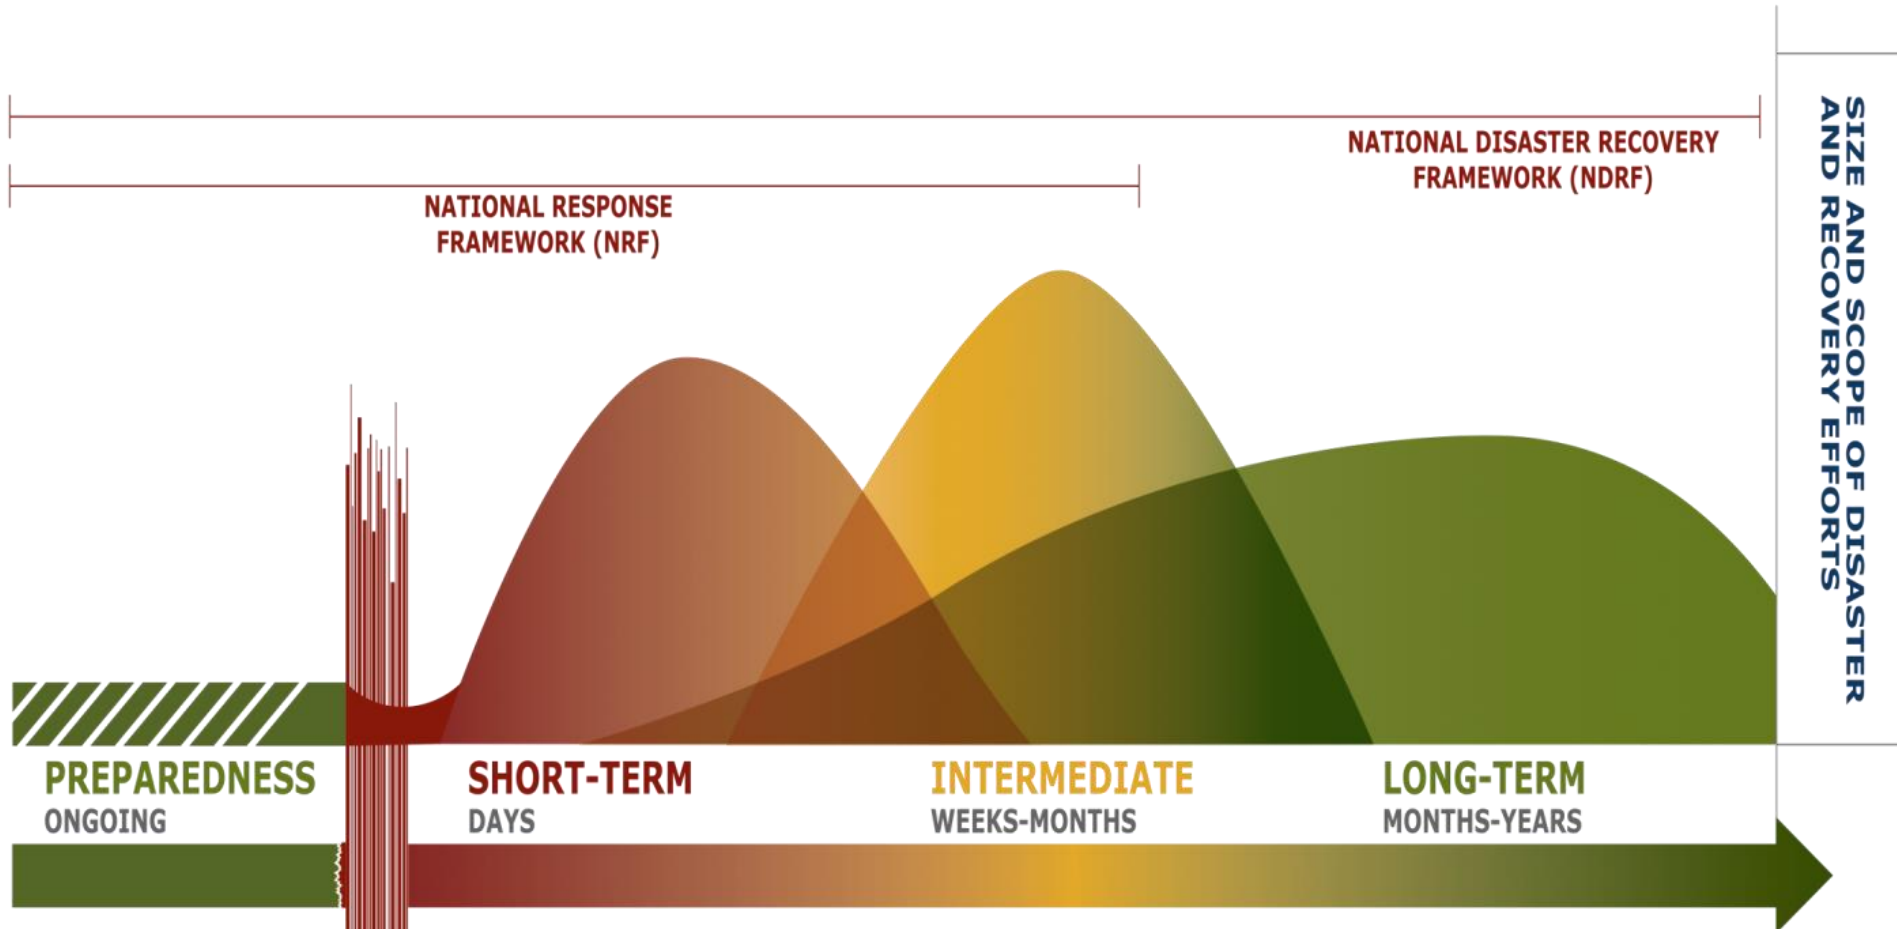 NATIONAL DISASTER RECOVERY
FRAMEWORK (NDRF)
NATIONAL RESPONSE
FRAMEWORK (NRF)
SIZE AND SCOPE OF DISASTER
AND RECOVERY EFFORTS
PREPAREDNESS
ONGOING
SHORT-TERM
DAYS
INTERMEDIATE
WEEKS-MONTHS
LONG-TERM
MONTHS-YEARS